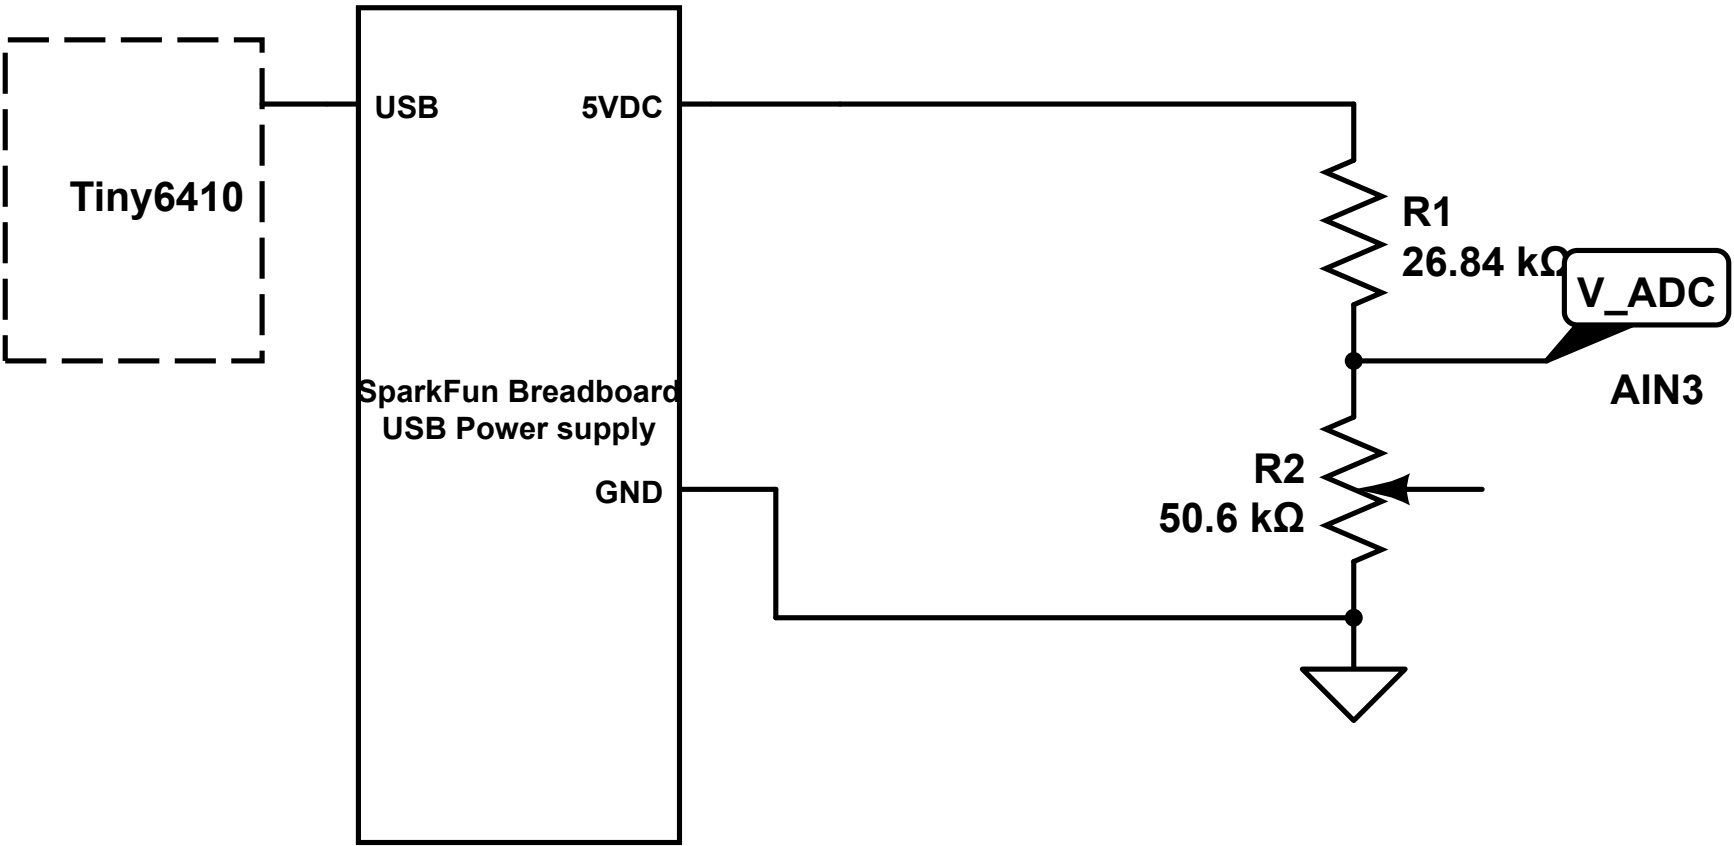 USB
5VDC
Tiny6410
R1
26.84 kΩ
V_ADC
AIN3
SparkFun Breadboard
USB Power supply
GND
R2
50.6 kΩ